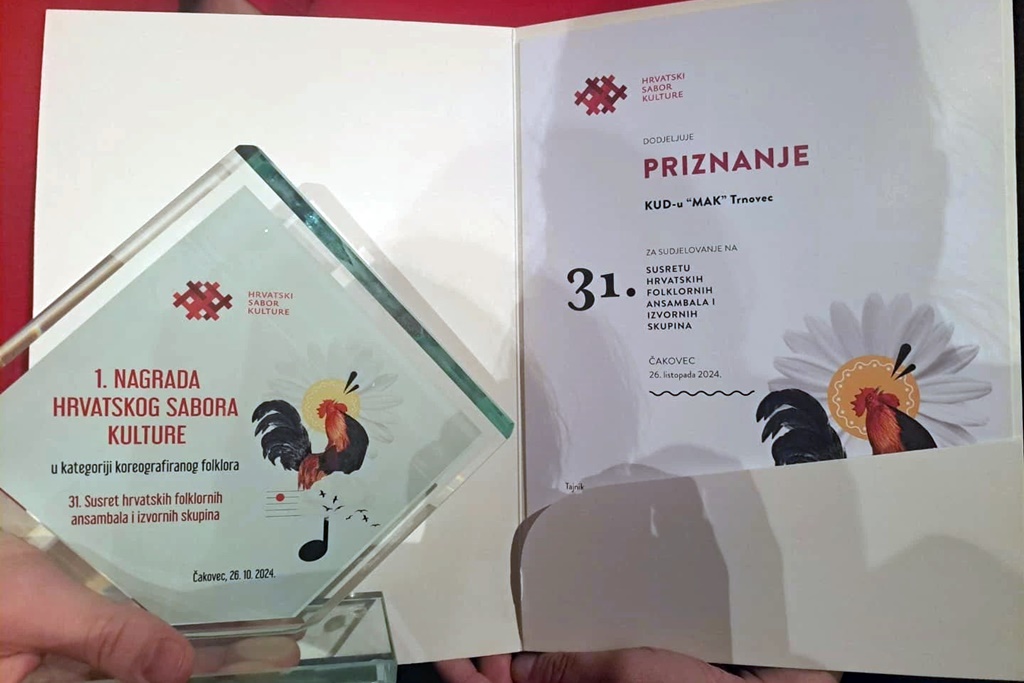 HRVATSKI
SABOR
KULTURE
1. NAGRADA
HRVATSKOG SABORA
KULTURE
u kategoriji koreografiranog folklora
31. Susret hrvatskih folklornih
ansambala i izvornih skupina
Čakovec, 26. 10. 2024.
HRVATSKI
SABOR
KULTURE
DODJELJUJE
PRIZNANJE
KUD-u “MAK” Trnovec
ZA SUDJELOVANJE NA
31.
SUSRETU
HRVATSKIH
FOLKLORNIH
ANSAMBALA I
IZVORNIH
SKUPINA
ČAKOVEC
26. listopada 2024.
Tajnik